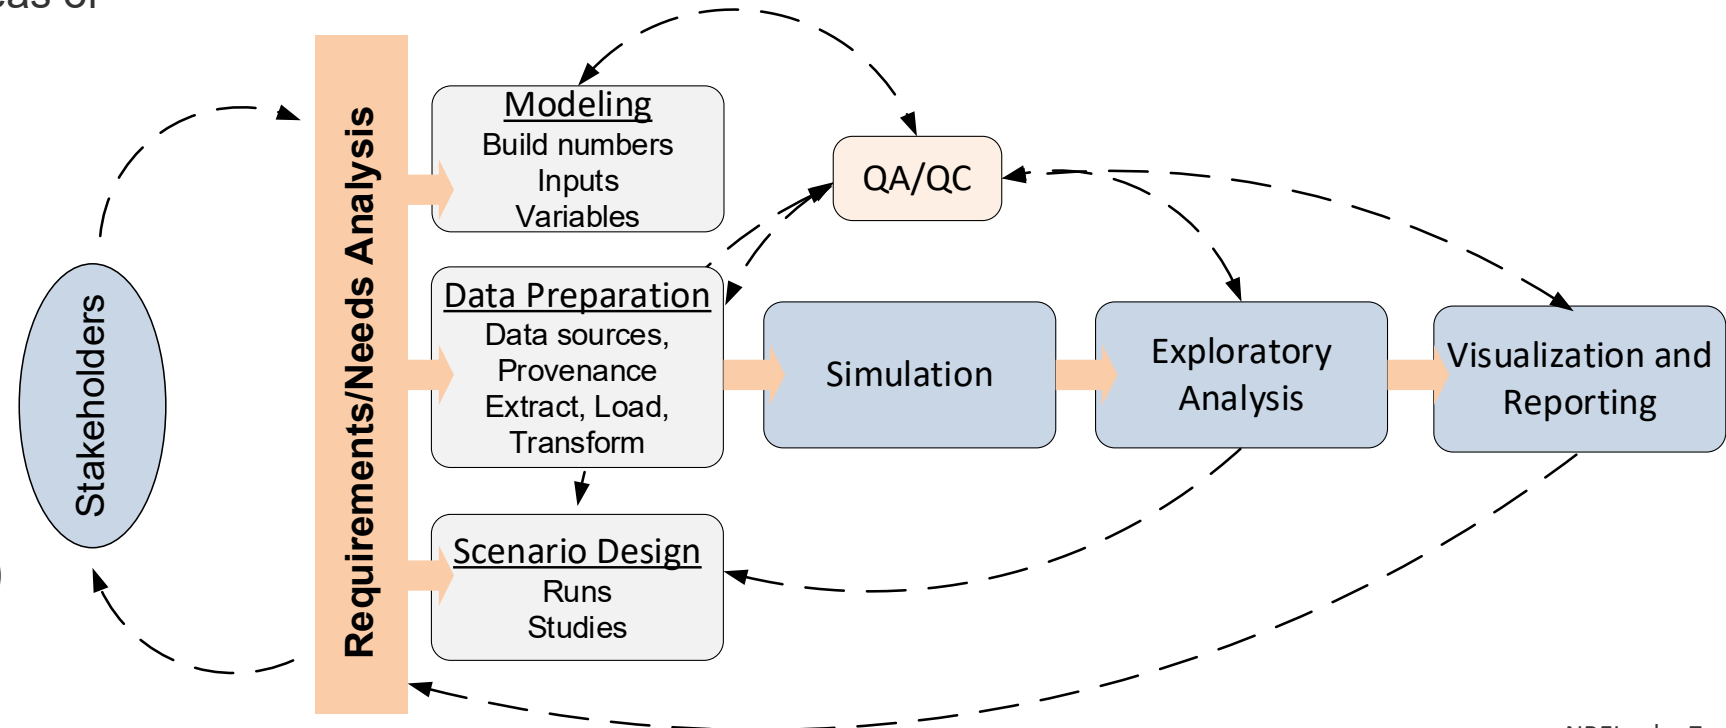 Modeling
Build numbers
Inputs
Variables
QA/QC
Requirements/Needs Analysis
Stakeholders
Data Preparation
Data sources,
Provenance
Extract, Load,
Transform
Simulation
Exploratory
Analysis
Visualization and
Reporting
Scenario Design
Runs
Studies